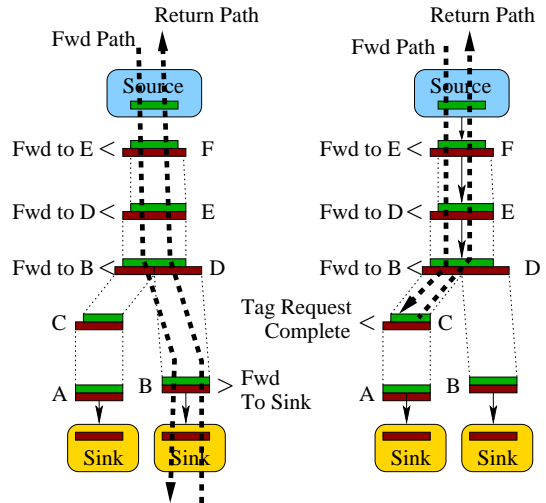 Return Path
Fwd Path
Source
Fwd to E <
F
Fwd to D <
E
Fwd to B <
D
C
A
B
> Fwd
To Sink
Sink
Sink
Return Path
Fwd Path
Source
Fwd to E <
F
Fwd to D <
E
Fwd to B <
D
Tag Request
Complete <
C
A
B
Sink
Sink